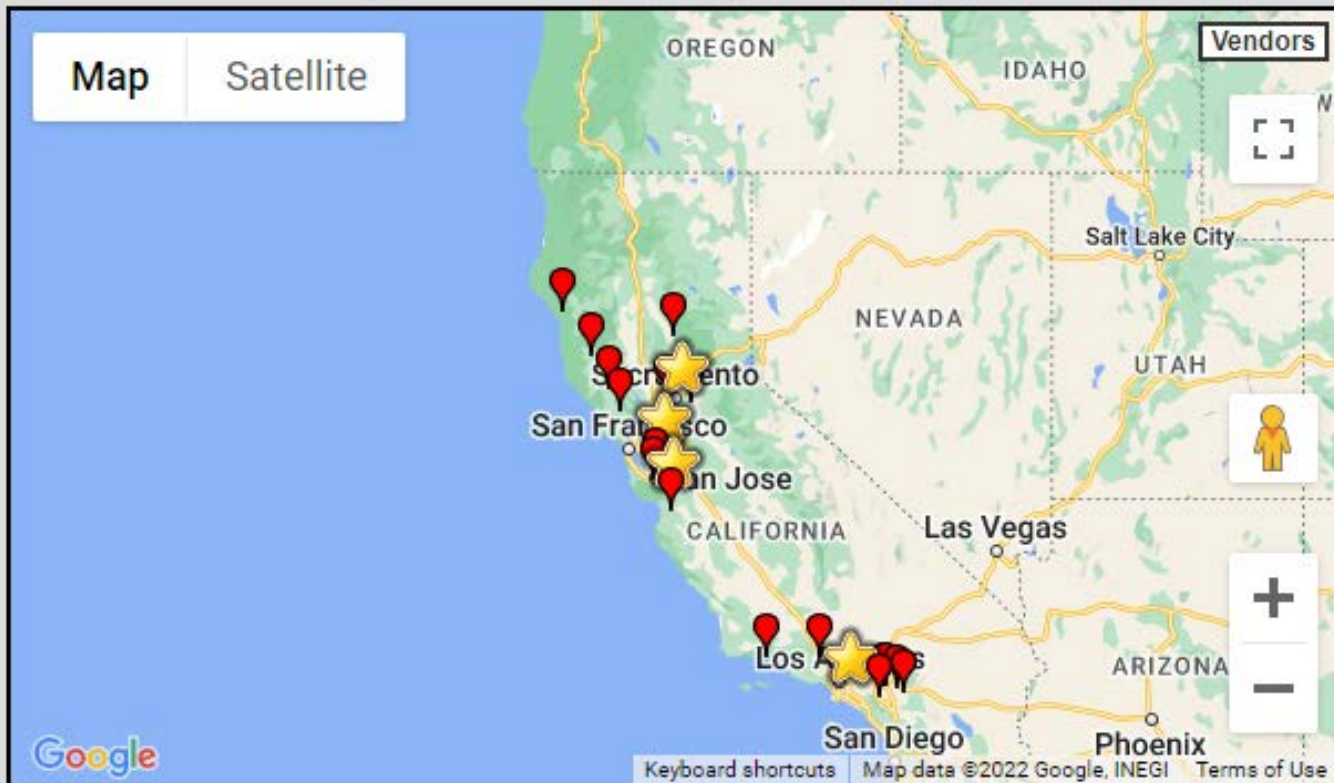 Map
Satellite
Vendors
OREGON
IDAHO
Salt Lake City
NEVADA
UTAH
San Jose
CALIFORNIA
Las Vegas
ARIZONA
San Diego
Phoenix
Google
Keyboard shortcuts
Map data ©2022 Google, INEGI
Terms of Use